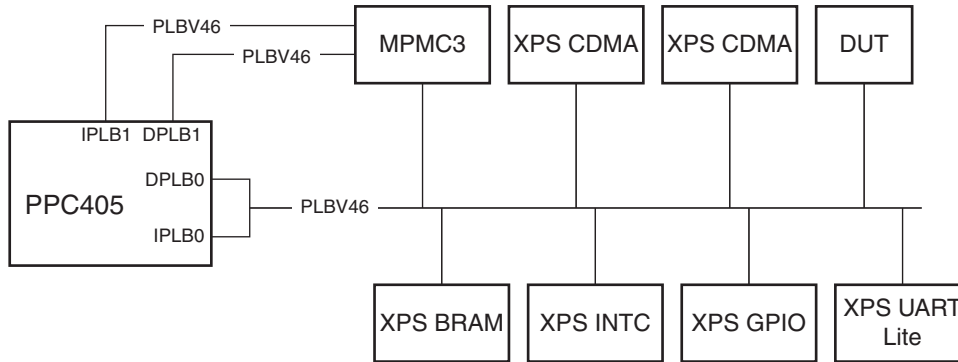 PLBV46
PLBV46
MPMC3
XPS CDMA
XPS CDMA
DUT
IPLB1 DPLB1
DPLB0
PPC405
IPLB0
PLBV46
XPS BRAM
XPS INTC
XPS GPIO
XPS UART
Lite